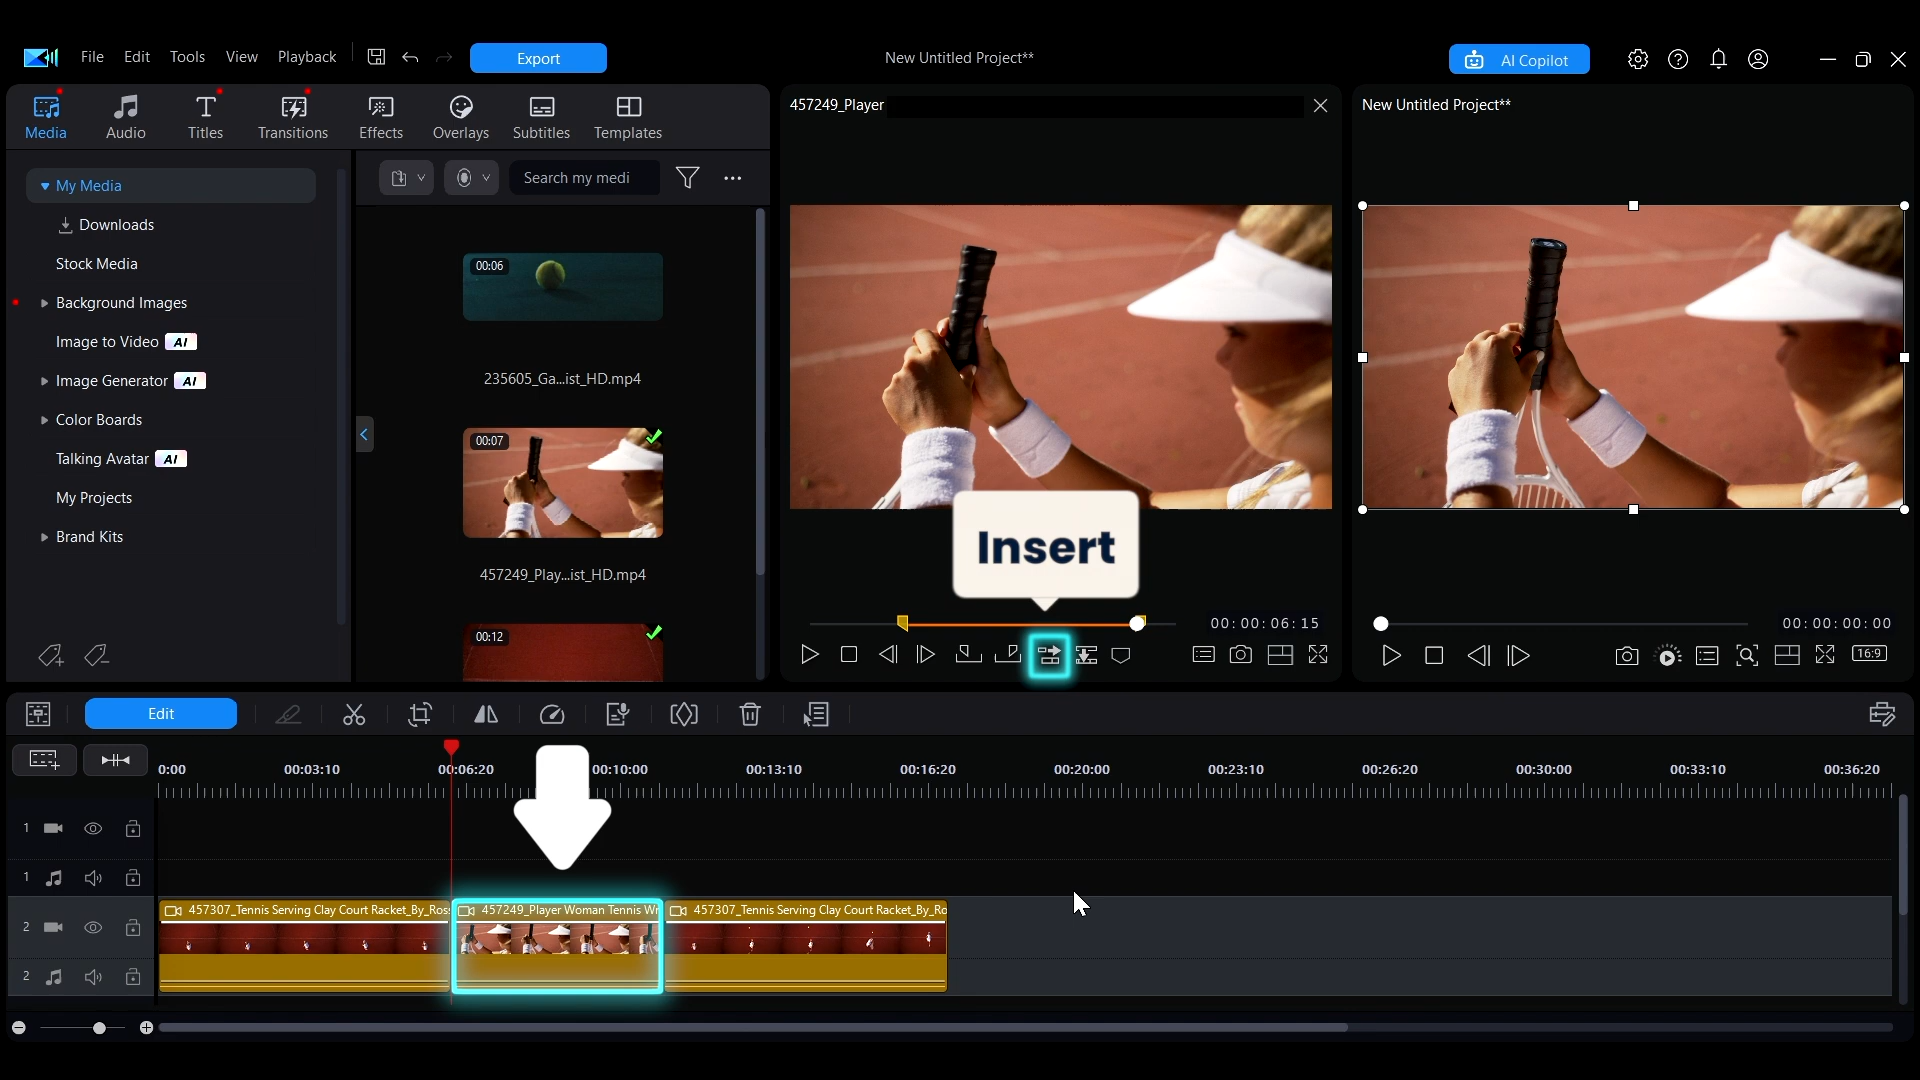 File Edit Tools View Playback Export New Untitled Project** AI Copilot
Media Audio Titles Transitions Effects Overlays Subtitles Templates
457249_Player
New Untitled Project**
My Media
Downloads
Stock Media
Background Images
Image to Video AI
Image Generator AI
Color Boards
Talking Avatar AI
My Projects
Brand Kits
Search my medi
00:06
235605_Ga...ist_HD.mp4
00:07
457249_Play...ist_HD.mp4
00:12
Insert
00:00:06:15
00:00:00:00
16:9
Edit
0:00 00:03:10 00:06:20 00:10:00 00:13:10 00:16:20 00:20:00 00:23:10 00:26:20 00:30:00 00:33:10 00:36:20
1
1
2
457307_Tennis Serving Clay Court Racket_By_Ros 457249_Player Woman Tennis Wr 457307_Tennis Serving Clay Court Racket_By_Ro
2